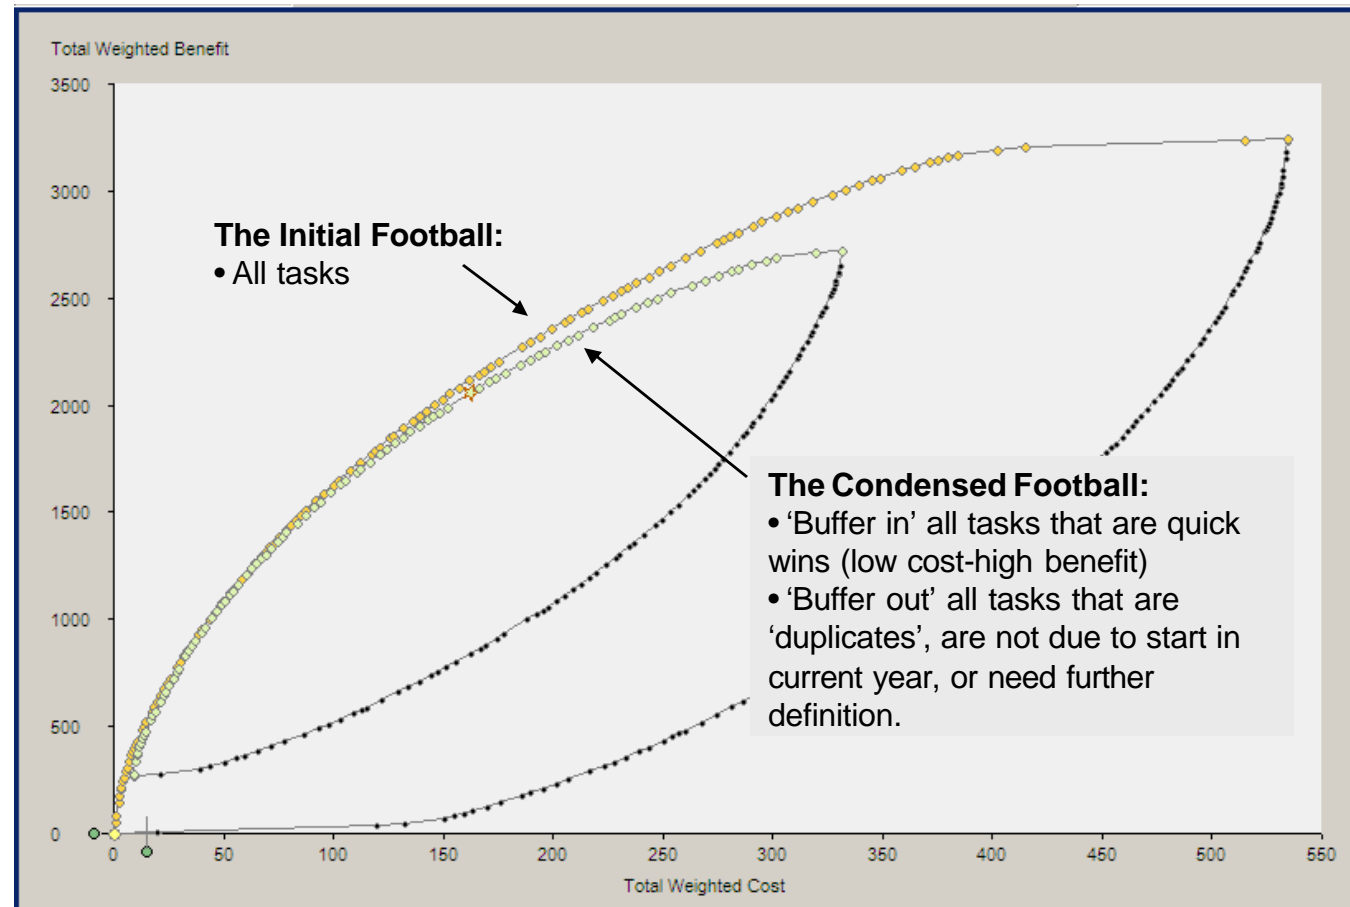 Total Weighted Benefit
3500
3000
2500
2000
1500
1000
500
0
The Initial Football:
• All tasks
The Condensed Football:
• ‘Buffer in’ all tasks that are quick
wins (low cost-high benefit)
• ‘Buffer out’ all tasks that are
‘duplicates’, are not due to start in
current year, or need further
definition.
0 50 100 150 200 250 300 350 400 450 500 550
Total Weighted Cost